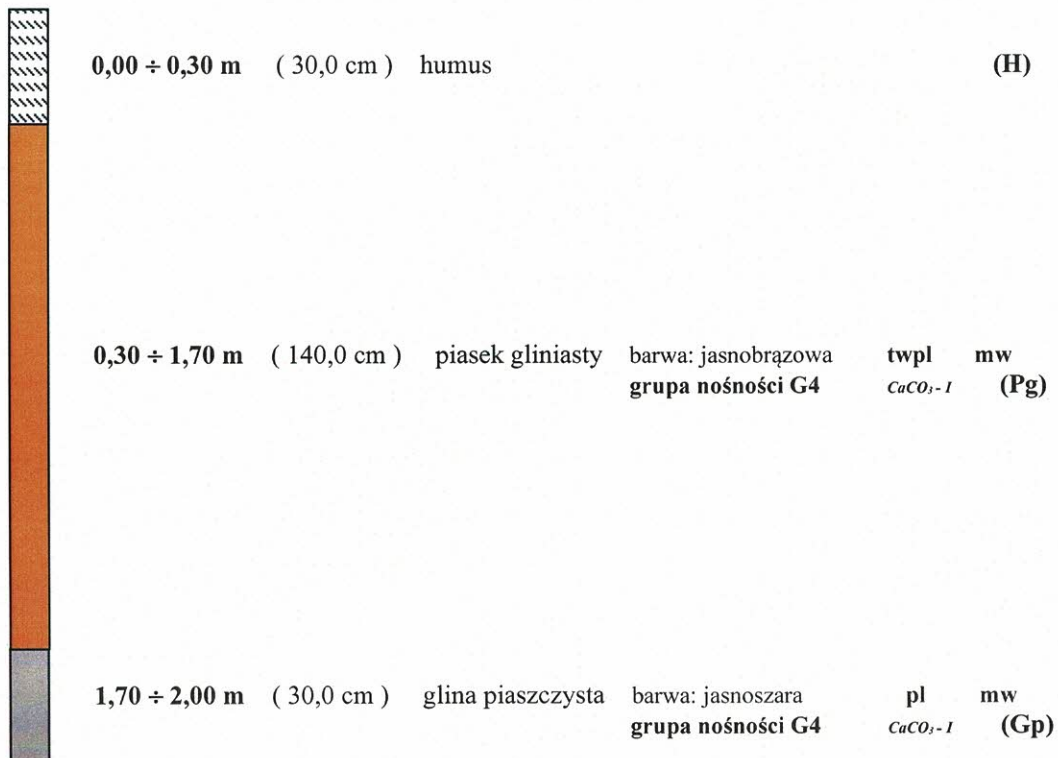 0,00 ÷ 0,30 m ( 30,0 cm ) humus (H)
0,30 ÷ 1,70 m ( 140,0 cm ) piasek gliniasty barwa: jasnobrązowa twpl mw
grupa nośności G4 CaCO₃ - I (Pg)
1,70 ÷ 2,00 m ( 30,0 cm ) glina piaszczysta barwa: jasnoszara pl mw
grupa nośności G4 CaCO₃ - I (Gp)